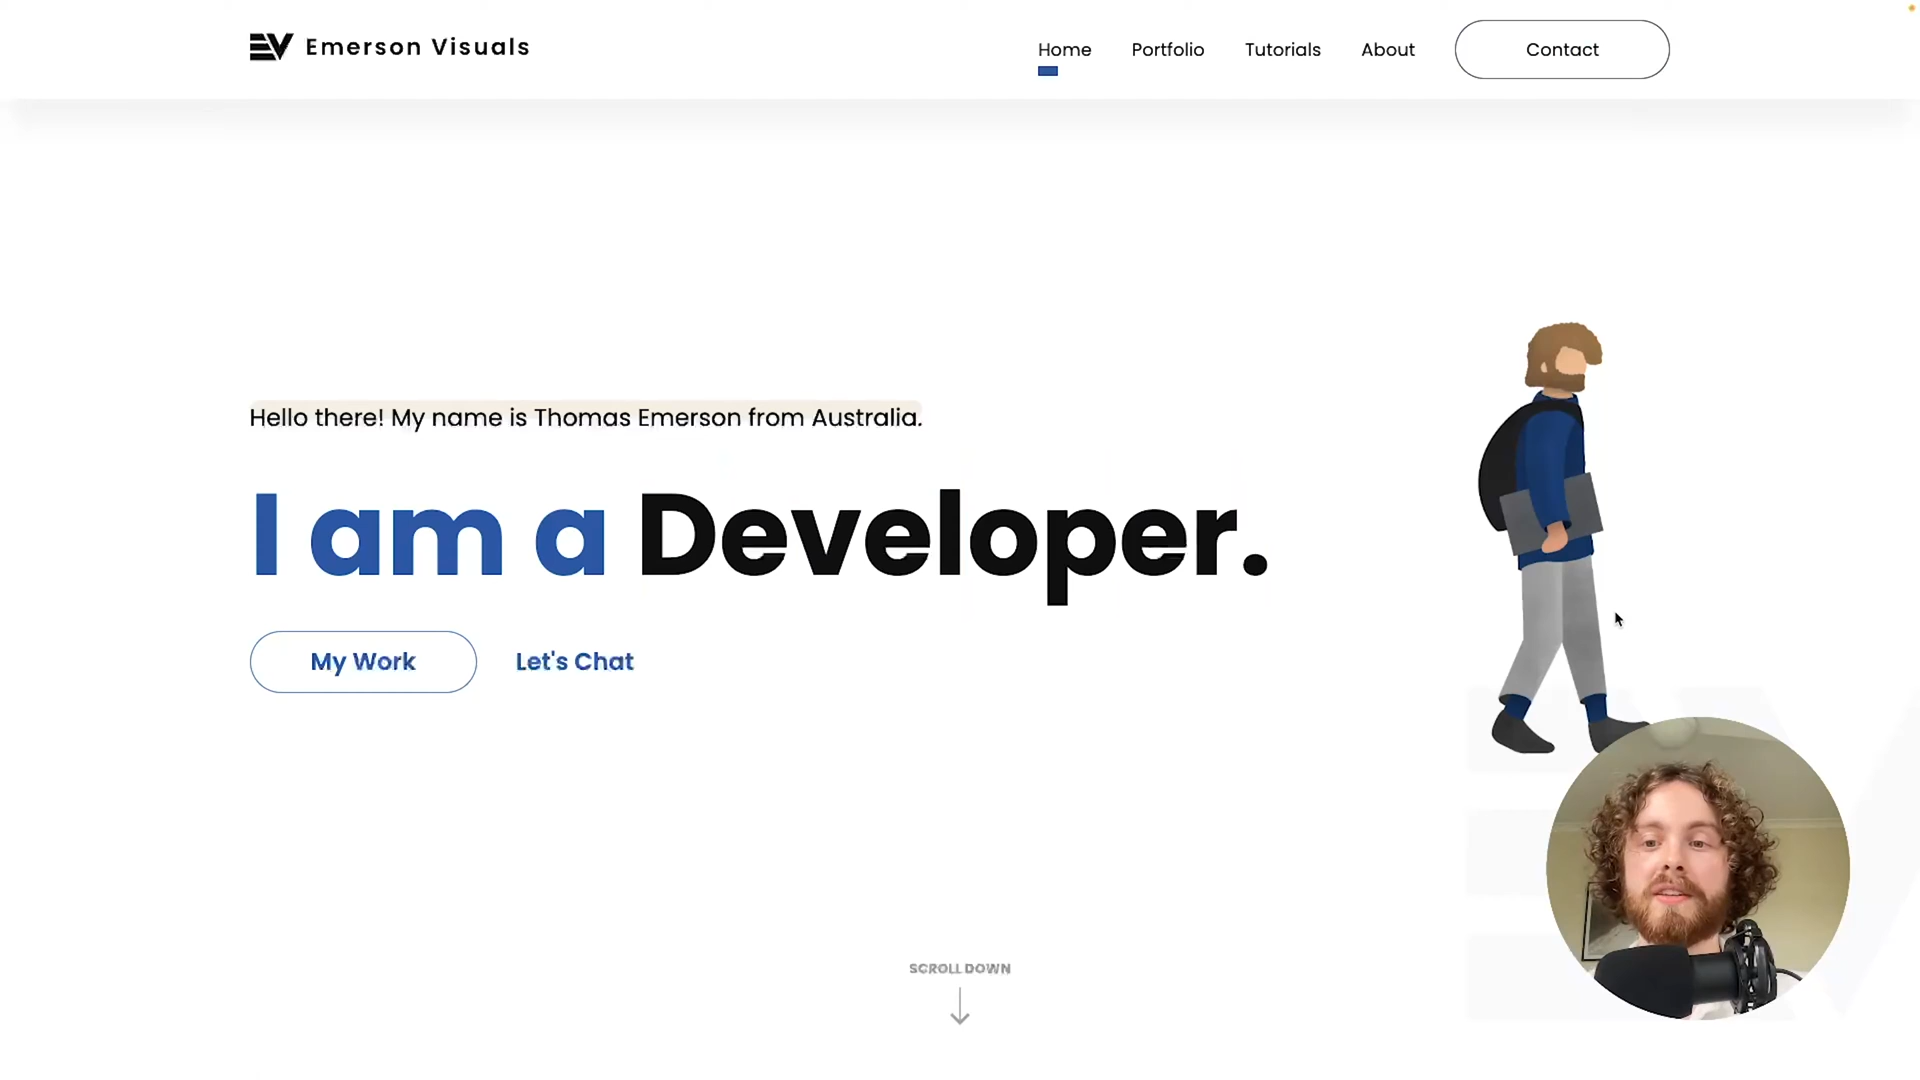 EV Emerson Visuals
Home Portfolio Tutorials About Contact
Hello there! My name is Thomas Emerson from Australia.
I am a Developer.
My Work Let's Chat
SCROLL DOWN